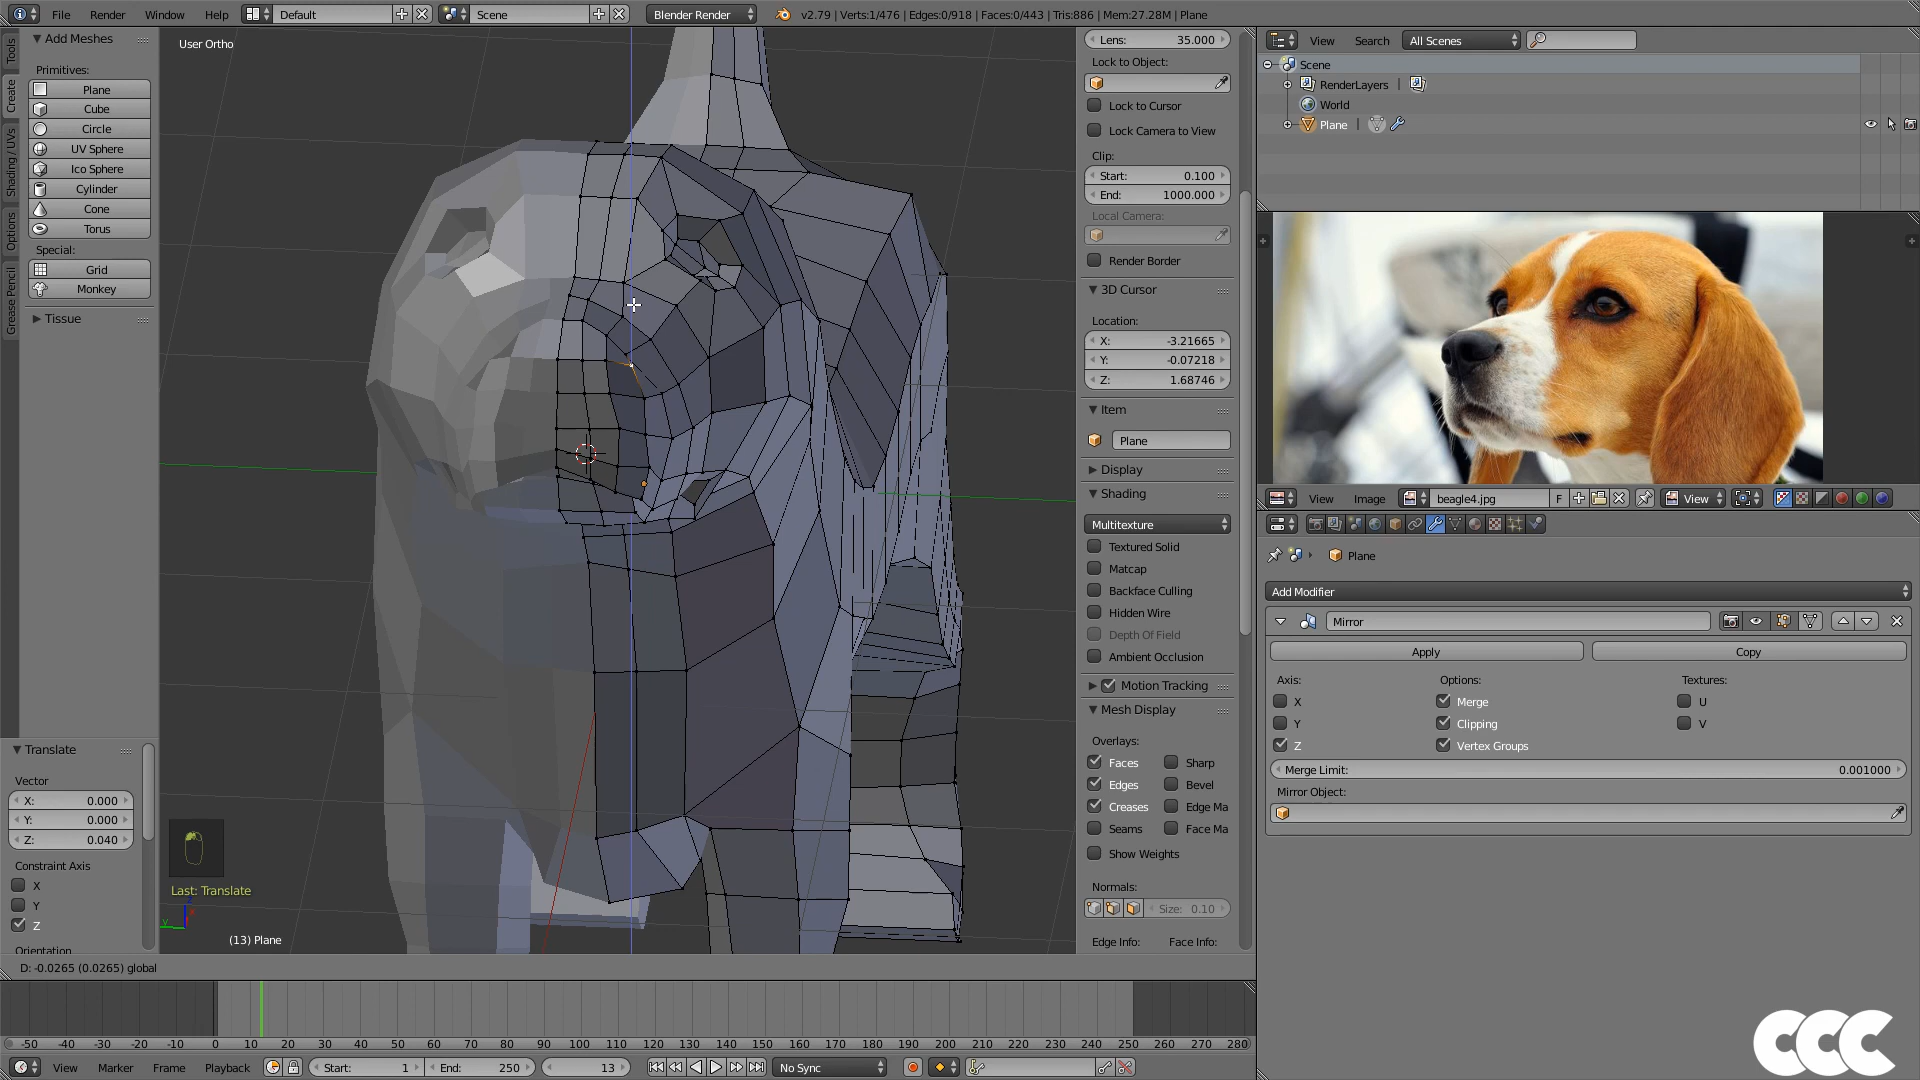 File
Render
Window
Help
Default
Scene
Blender Render
v2.79 | Verts:1/476 | Edges:0/918 | Faces:0/443 | Tris:886 | Mem:27.28M | Plane
Tools
Create
Shading / UVs
Options
Grease Pencil
Add Meshes
Primitives:
Plane
Cube
Circle
UV Sphere
Ico Sphere
Cylinder
Cone
Torus
Special:
Grid
Monkey
Tissue
Translate
Vector
X: 0.000
Y: 0.000
Z: 0.040
Constraint Axis
X
Y
Z
Orientation
User Ortho
Last: Translate
(13) Plane
D: -0.0265 (0.0265) global
Lens: 35.000
Lock to Object:
Lock to Cursor
Lock Camera to View
Clip:
Start: 0.100
End: 1000.000
Local Camera:
Render Border
3D Cursor
Location:
X: -3.21665
Y: -0.07218
Z: 1.68746
Item
Plane
Display
Shading
Multitexture
Textured Solid
Matcap
Backface Culling
Hidden Wire
Depth Of Field
Ambient Occlusion
Motion Tracking
Mesh Display
Overlays:
Faces Sharp
Edges Bevel
Creases Edge Ma
Seams Face Ma
Show Weights
Normals:
Size: 0.10
Edge Info: Face Info:
View
Search
All Scenes
Scene
RenderLayers |
World
Plane |
View
Image
beagle4.jpg
F
View
Plane
Add Modifier
Mirror
Apply
Copy
Axis: Options: Textures:
X Merge U
Y Clipping V
Z Vertex Groups
Merge Limit: 0.001000
Mirror Object:
-50 -40 -30 -20 -10 0 10 20 30 40 50 60 70 80 90 100 110 120 130 140 150 160 170 180 190 200 210 220 230 240 250 260 270 280
View
Marker
Frame
Playback
Start: 1
End: 250
13
No Sync
CCC